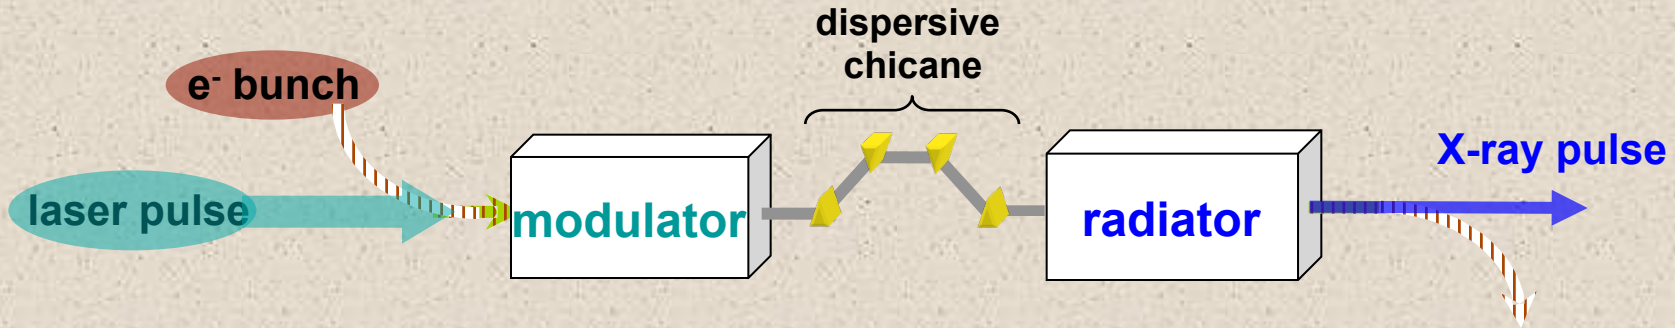 dispersive
chicane
e⁻ bunch
X-ray pulse
laser pulse
modulator
radiator